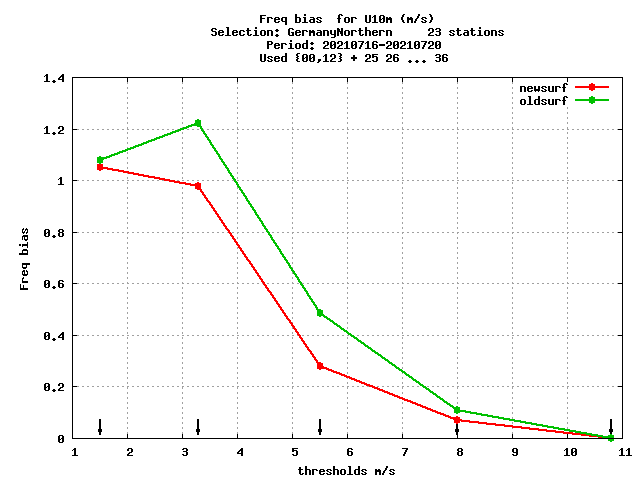 Freq bias  for U10m (m/s)
Selection: GermanyNorthern     23 stations
Period: 20210716-20210720
Used {00,12} + 25 26 ... 36
newsurf
oldsurf
1.4
1.2
1
0.8
0.6
0.4
0.2
0
Freq bias
1 2 3 4 5 6 7 8 9 10 11
thresholds m/s